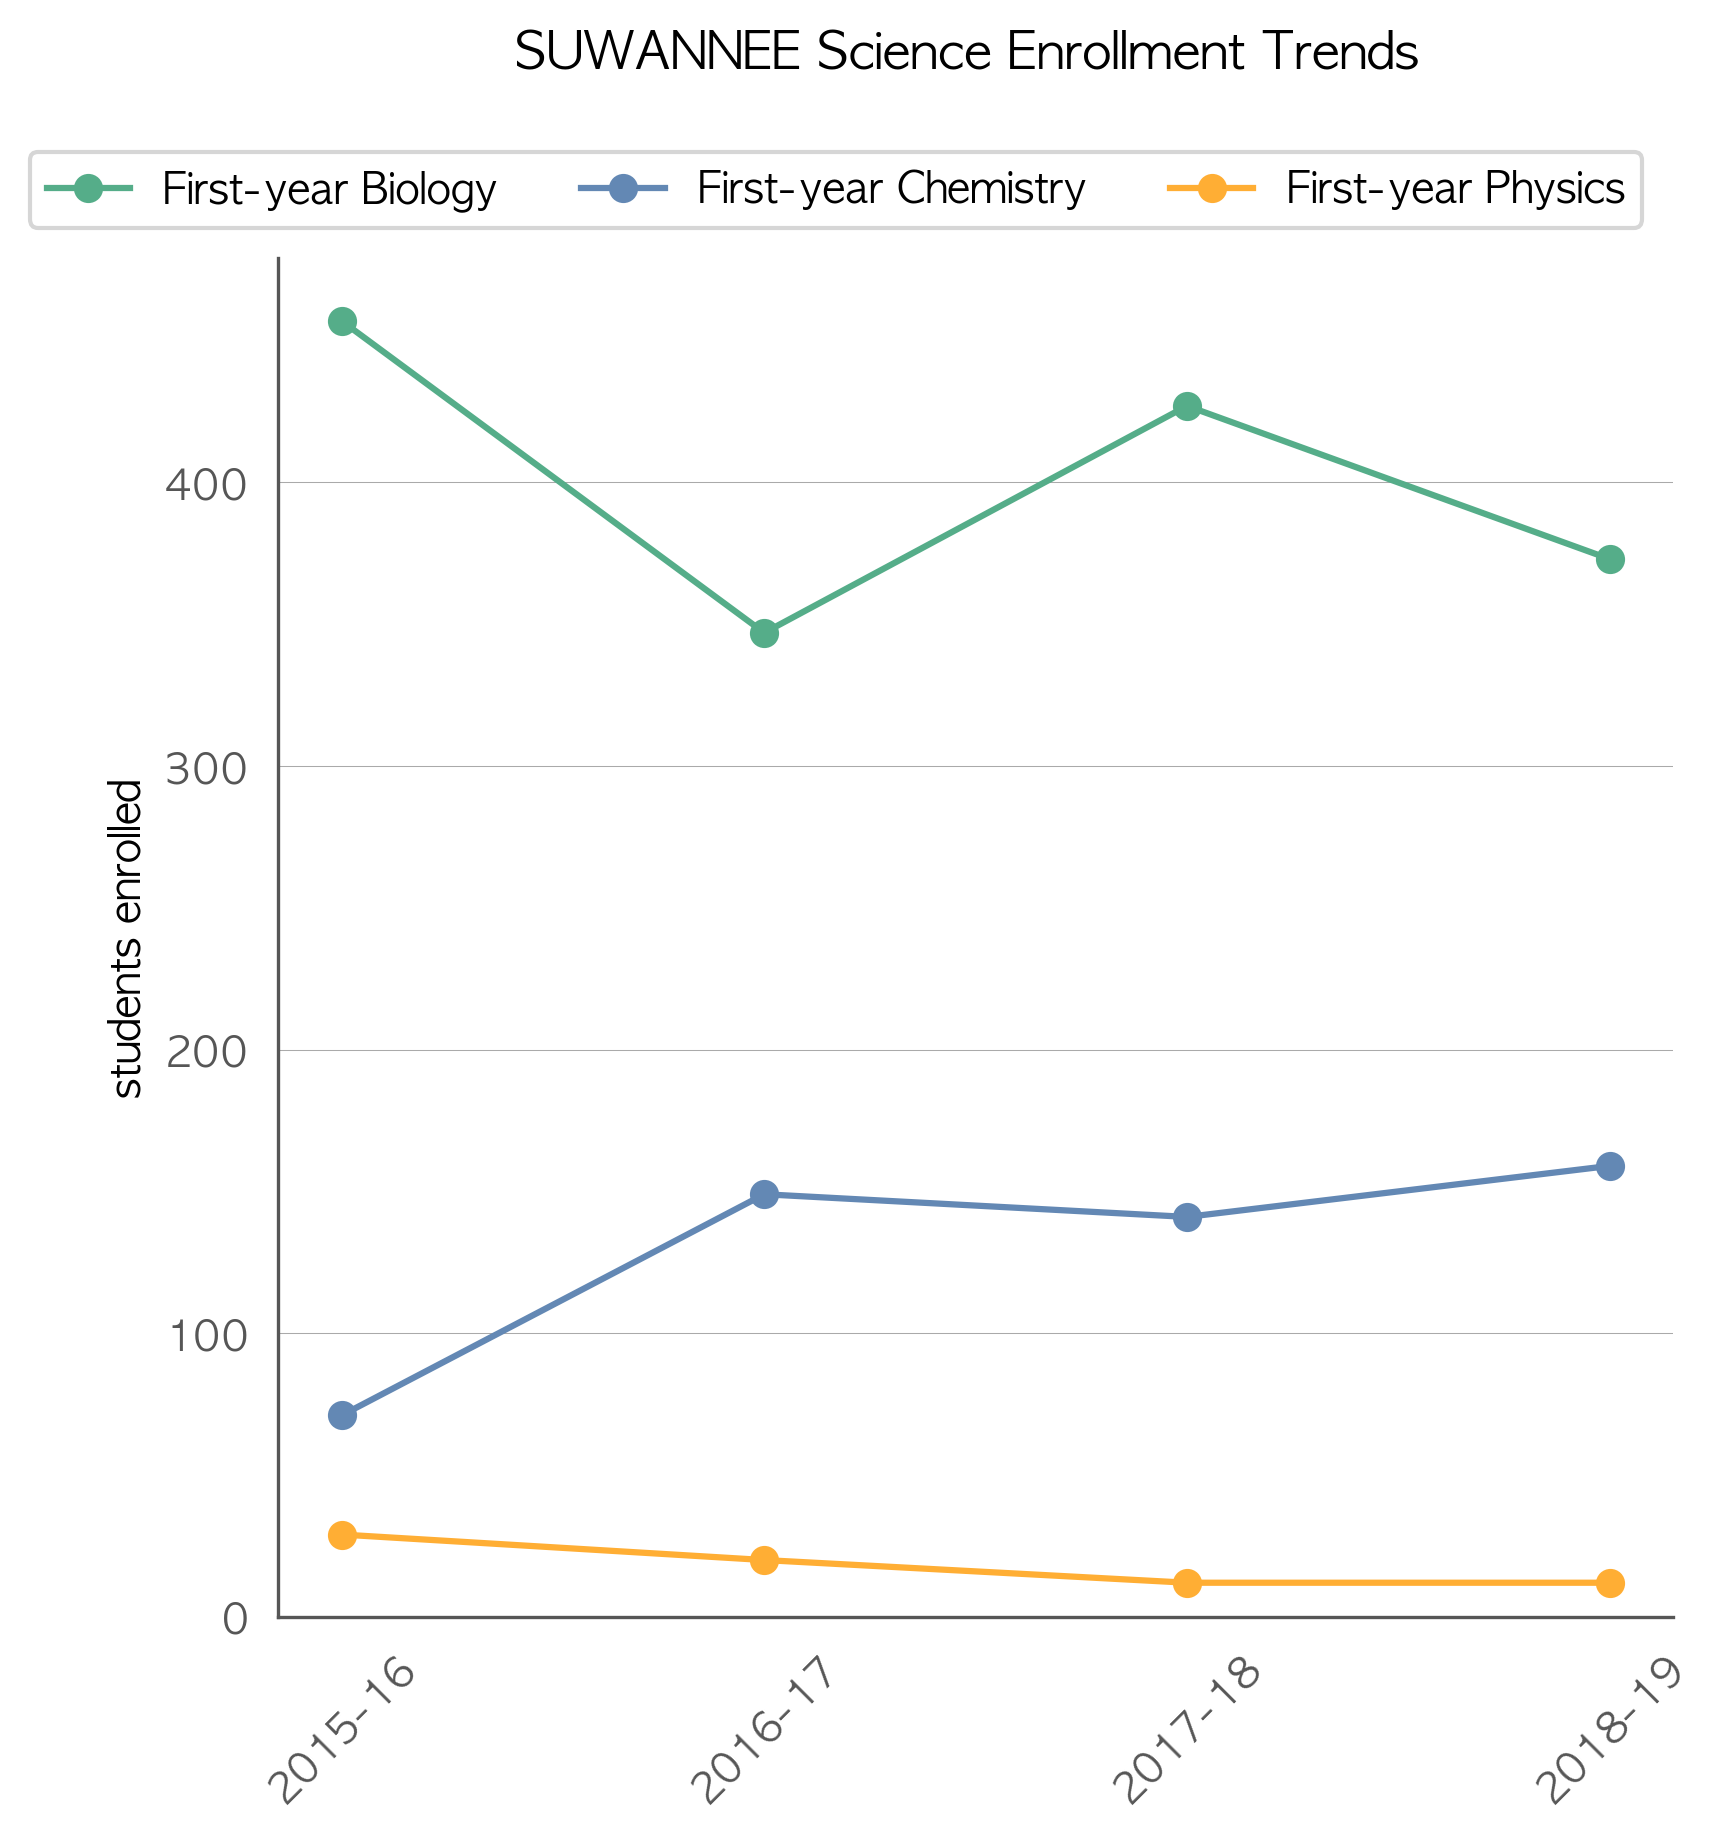 SUWANNEE Science Enrollment Trends
First-year Biology
First-year Chemistry
First-year Physics
400
300
200
100
0
students enrolled
2015-16
2016-17
2017-18
2018-19